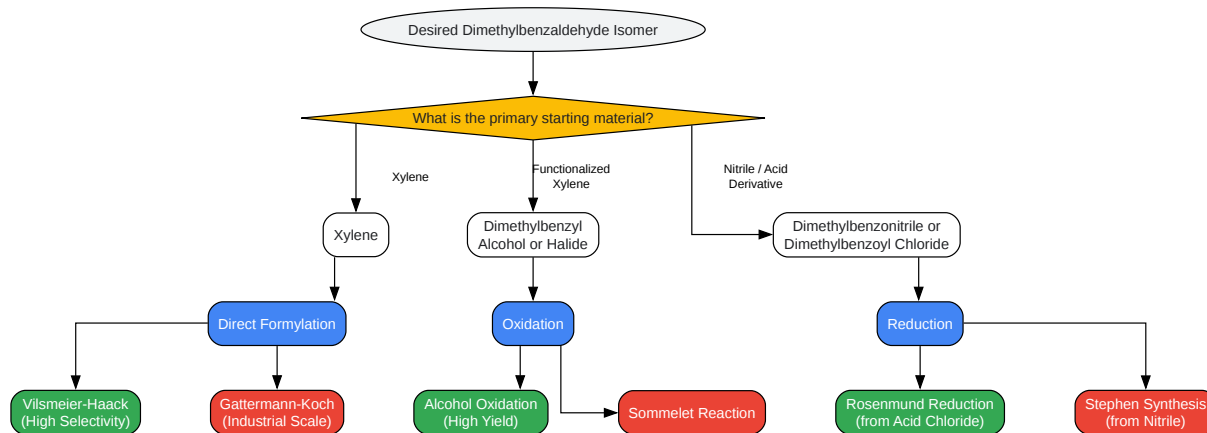 Desired Dimethylbenzaldehyde Isomer
What is the primary starting material?
Xylene
Functionalized
Xylene
Nitrile / Acid
Derivative
Xylene
Dimethylbenzyl
Alcohol or Halide
Dimethylbenzonitrile or
Dimethylbenzoyl Chloride
Direct Formylation
Oxidation
Reduction
Vilsmeier-Haack
(High Selectivity)
Gattermann-Koch
(Industrial Scale)
Alcohol Oxidation
(High Yield)
Sommelet Reaction
Rosenmund Reduction
(from Acid Chloride)
Stephen Synthesis
(from Nitrile)